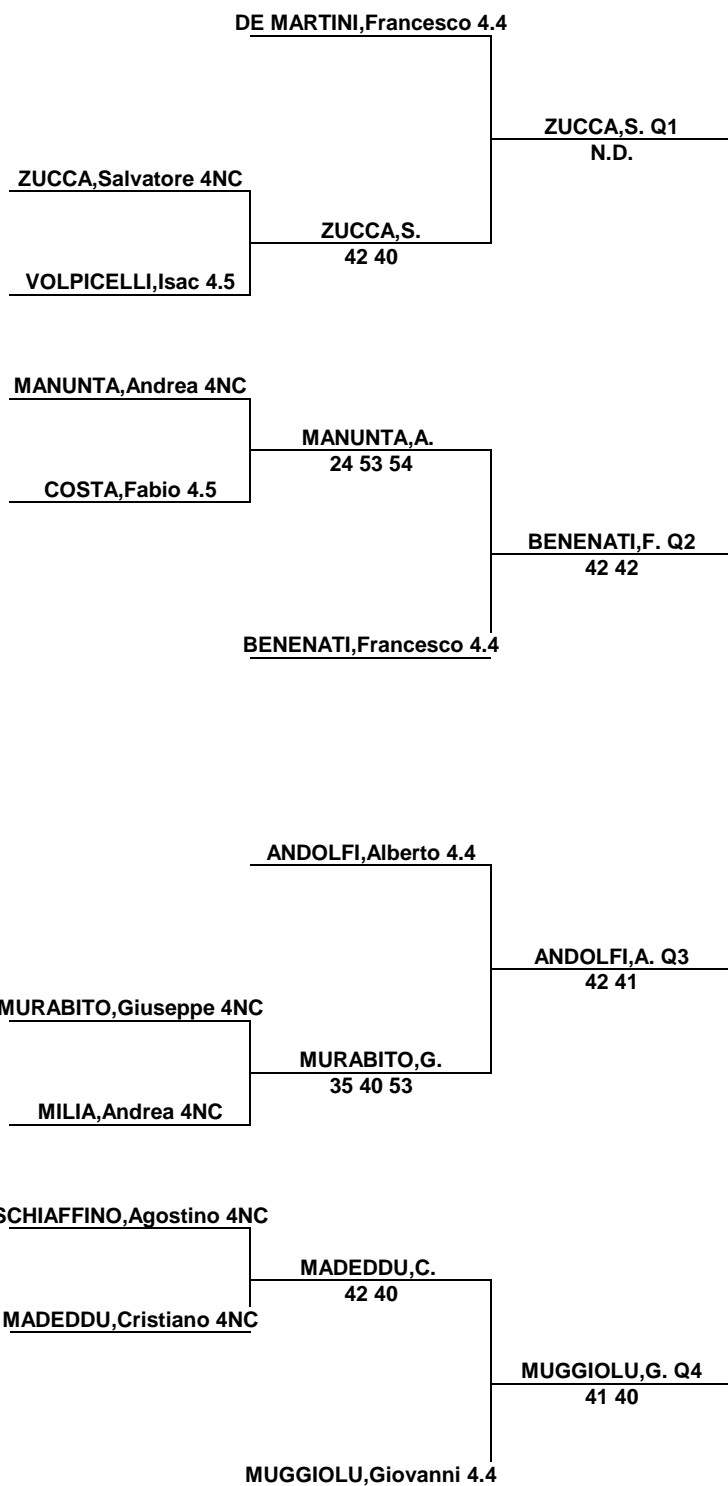 DE MARTINI,Francesco 4.4
ZUCCA,S. Q1
N.D.
ZUCCA,Salvatore 4NC
ZUCCA,S.
42 40
VOLPICELLI,Isac 4.5
MANUNTA,Andrea 4NC
MANUNTA,A.
24 53 54
COSTA,Fabio 4.5
BENENATI,F. Q2
42 42
BENENATI,Francesco 4.4
ANDOLFI,Alberto 4.4
ANDOLFI,A. Q3
42 41
MURABITO,Giuseppe 4NC
MURABITO,G.
35 40 53
MILIA,Andrea 4NC
SCHIAFFINO,Agostino 4NC
MADEDDU,C.
42 40
MADEDDU,Cristiano 4NC
MUGGIOLU,G. Q4
41 40
MUGGIOLU,Giovanni 4.4